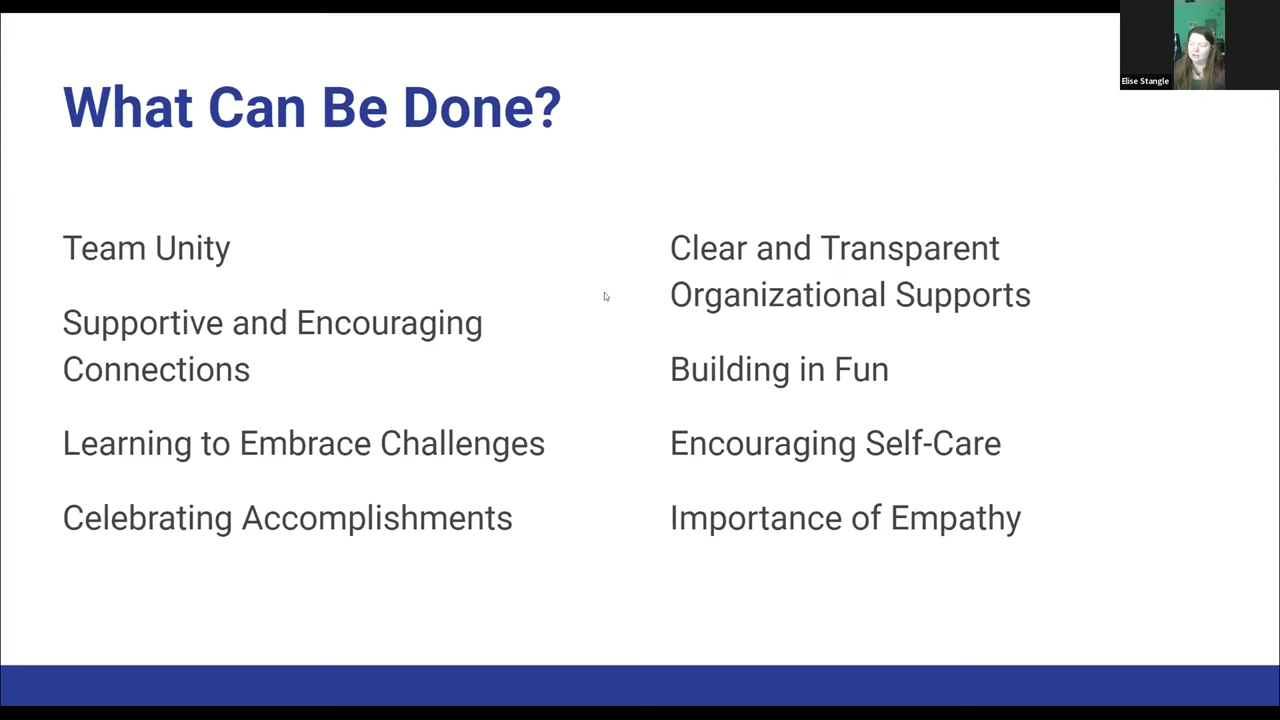 What Can Be Done?
Team Unity
Supportive and Encouraging
Connections
Learning to Embrace Challenges
Celebrating Accomplishments
Clear and Transparent
Organizational Supports
Building in Fun
Encouraging Self-Care
Importance of Empathy
Elise Stangle